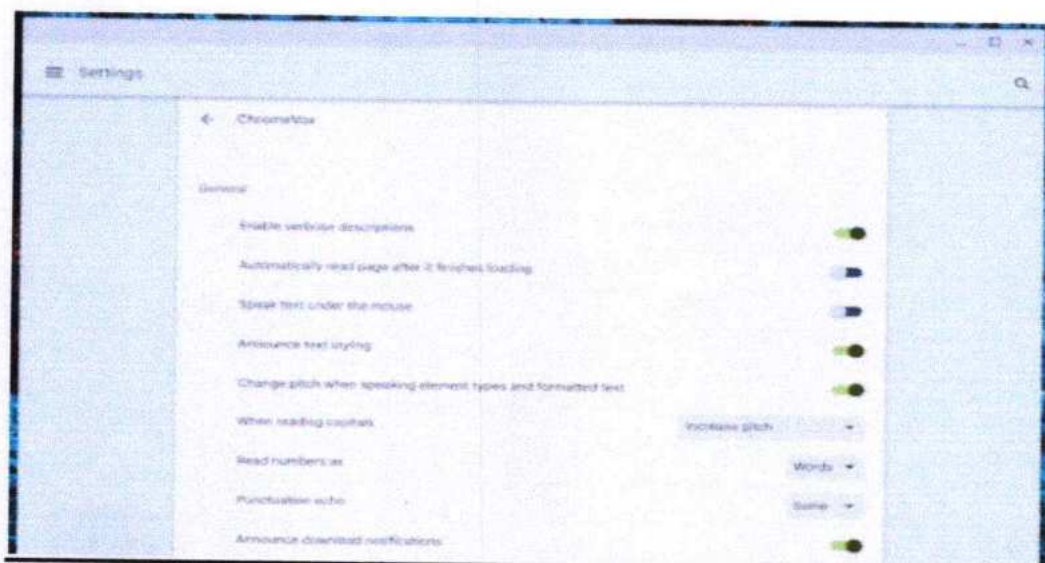 Settings
ChromeVox
General
Enable verbose descriptions
Automatically read page after it finishes loading
Speak text under the mouse
Announce text styling
Change pitch when speaking element types and formatted text
When reading capitals Increase pitch
Read numbers as Words
Punctuation echo Some
Announce download notifications